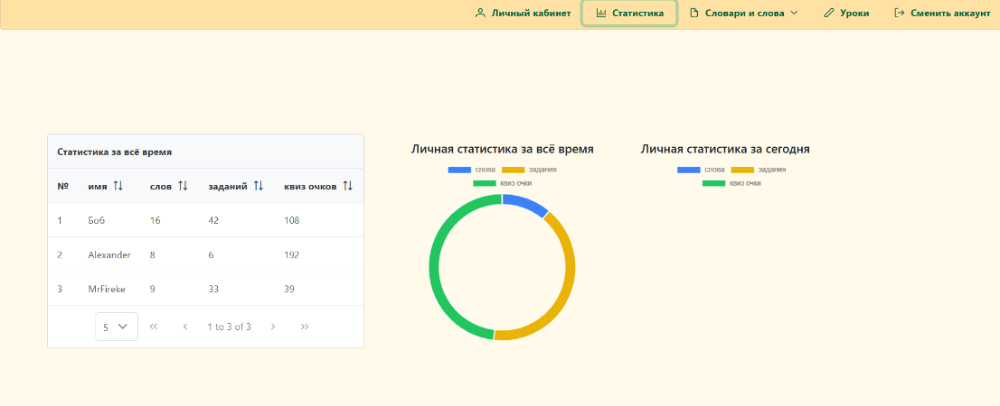 Личный кабинет Статистика Словари и слова Уроки Сменить аккаунт
Статистика за всё время
№ имя слов заданий квиз очков
1 Боб 16 42 108
2 Alexander 8 6 192
3 MrFireke 9 33 39
5 1 to 3 of 3
Личная статистика за всё время
слова задания
квиз очки
Личная статистика за сегодня
слова задания
квиз очки